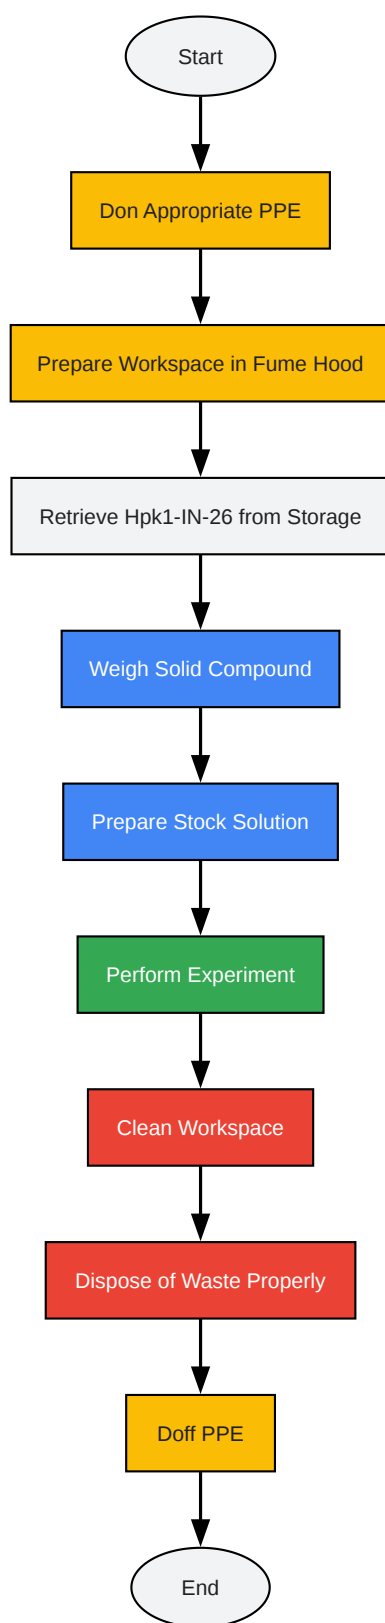 Start
Don Appropriate PPE
Prepare Workspace in Fume Hood
Retrieve Hpk1-IN-26 from Storage
Weigh Solid Compound
Prepare Stock Solution
Perform Experiment
Clean Workspace
Dispose of Waste Properly
Doff PPE
End